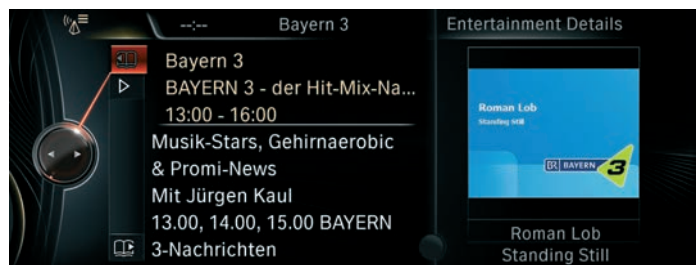 --:-- Bayern 3
Entertainment Details
Bayern 3
BAYERN 3 - der Hit-Mix-Na...
13:00 - 16:00
Musik-Stars, Gehirnaerobic
& Promi-News
Mit Jürgen Kaul
13.00, 14.00, 15.00 BAYERN
3-Nachrichten
Roman Lob
Standing Still
BR BAYERN 3
Roman Lob
Standing Still